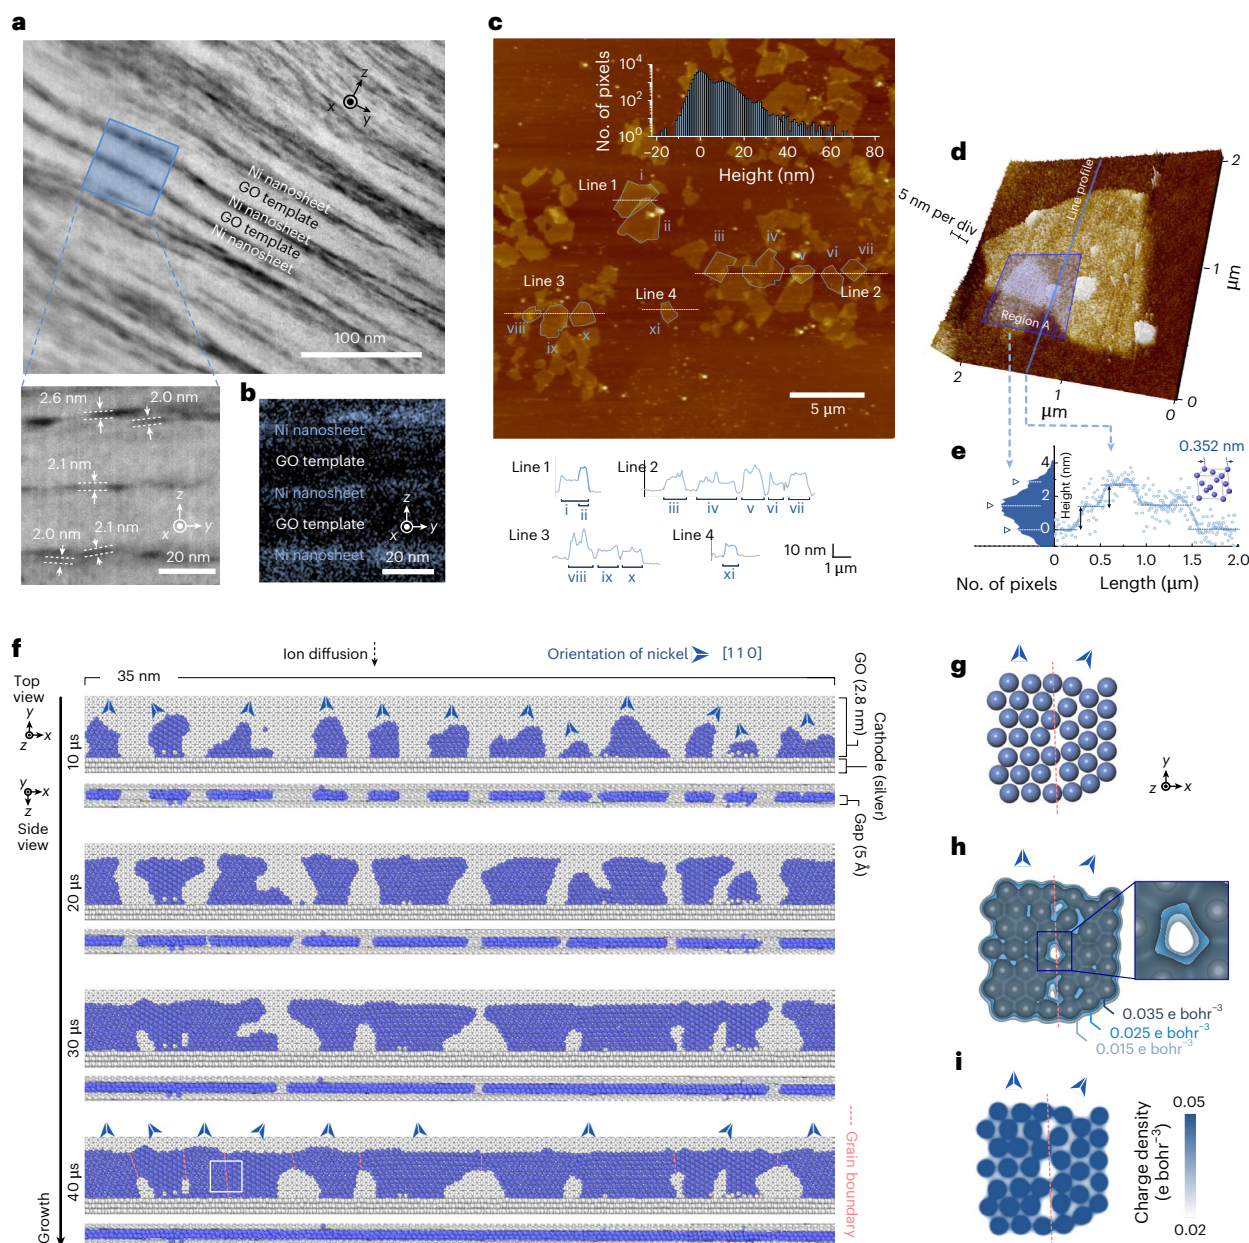 a
z
x
y
Ni nanosheet
GO template
Ni nanosheet
GO template
Ni nanosheet
100 nm
2.6 nm
2.0 nm
2.1 nm
2.0 nm
2.1 nm
z
x
y
20 nm
b
Ni nanosheet
GO template
Ni nanosheet
GO template
Ni nanosheet
z
x
y
20 nm
c
No. of pixels
10⁴
10²
10⁰
−20 0 20 40 60 80
Height (nm)
Line 1
i
ii
iii
iv
v
vi
vii
Line 2
Line 3
viii
ix
x
Line 4
xi
5 μm
Line 1
i
ii
Line 2
iii iv v vi vii
Line 3
viii ix x
Line 4
xi
10 nm
1 μm
d
5 nm per div
Line profile
Region A
2
1
μm
0
2
1
μm
0
e
0.352 nm
Height (nm)
4
2
0
No. of pixels
0 0.5 1.0 1.5 2.0
Length (μm)
f
Ion diffusion
Orientation of nickel [110]
35 nm
Top view
y
z
x
10 μs
y
x
z
Side view
20 μs
30 μs
40 μs
Growth
GO (2.8 nm)
Cathode (silver)
Gap (5 Å)
Grain boundary
g
y
z
x
h
0.035 e bohr⁻³
0.025 e bohr⁻³
0.015 e bohr⁻³
i
Charge density
(e bohr⁻³)
0.05
0.02